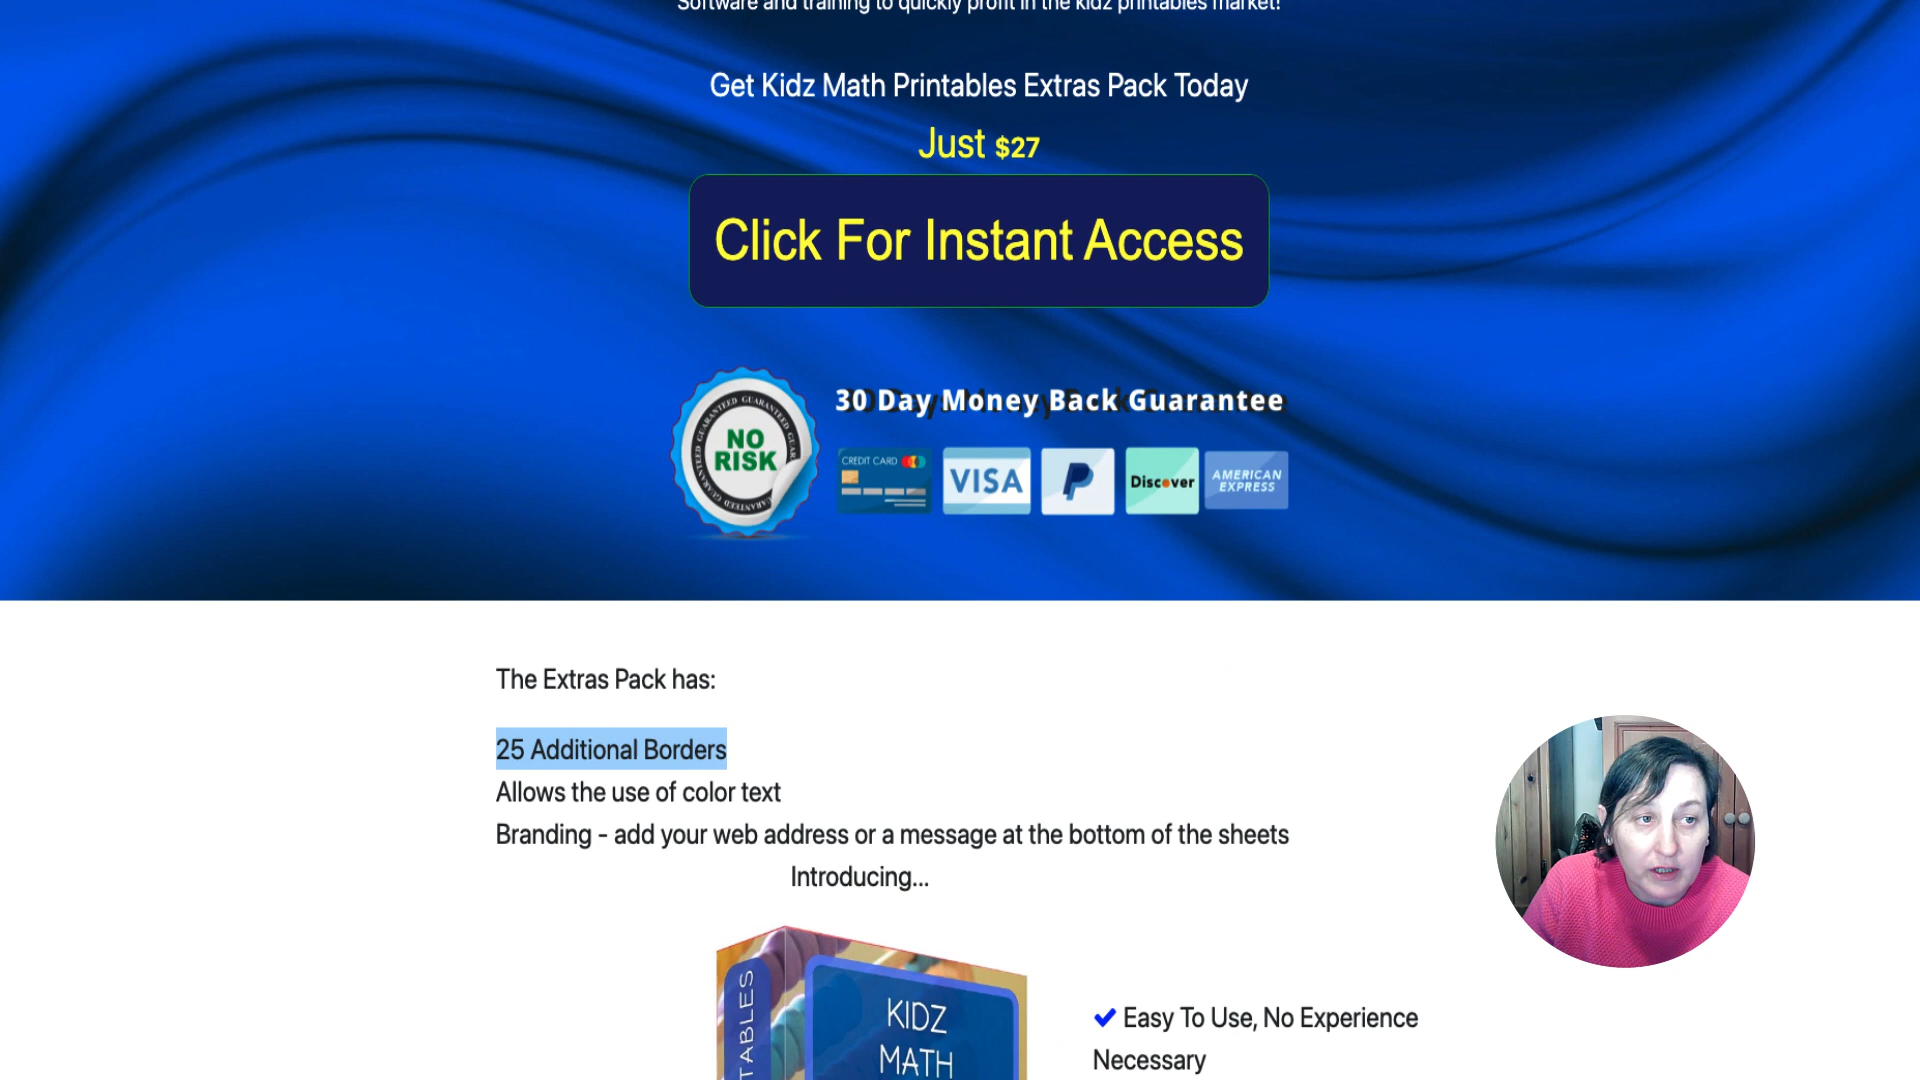 Software and training to quickly profit in the kidz printables market!
Get Kidz Math Printables Extras Pack Today
Just $27
Click For Instant Access
30 Day Money Back Guarantee
GUARANTEED GUARANTEED
NO
RISK
GUARANTEED
CREDIT CARD
VISA
P
Discover
AMERICAN
EXPRESS
The Extras Pack has:
25 Additional Borders
Allows the use of color text
Branding - add your web address or a message at the bottom of the sheets
Introducing...
TABLES
KIDZ
MATH
Easy To Use, No Experience
Necessary